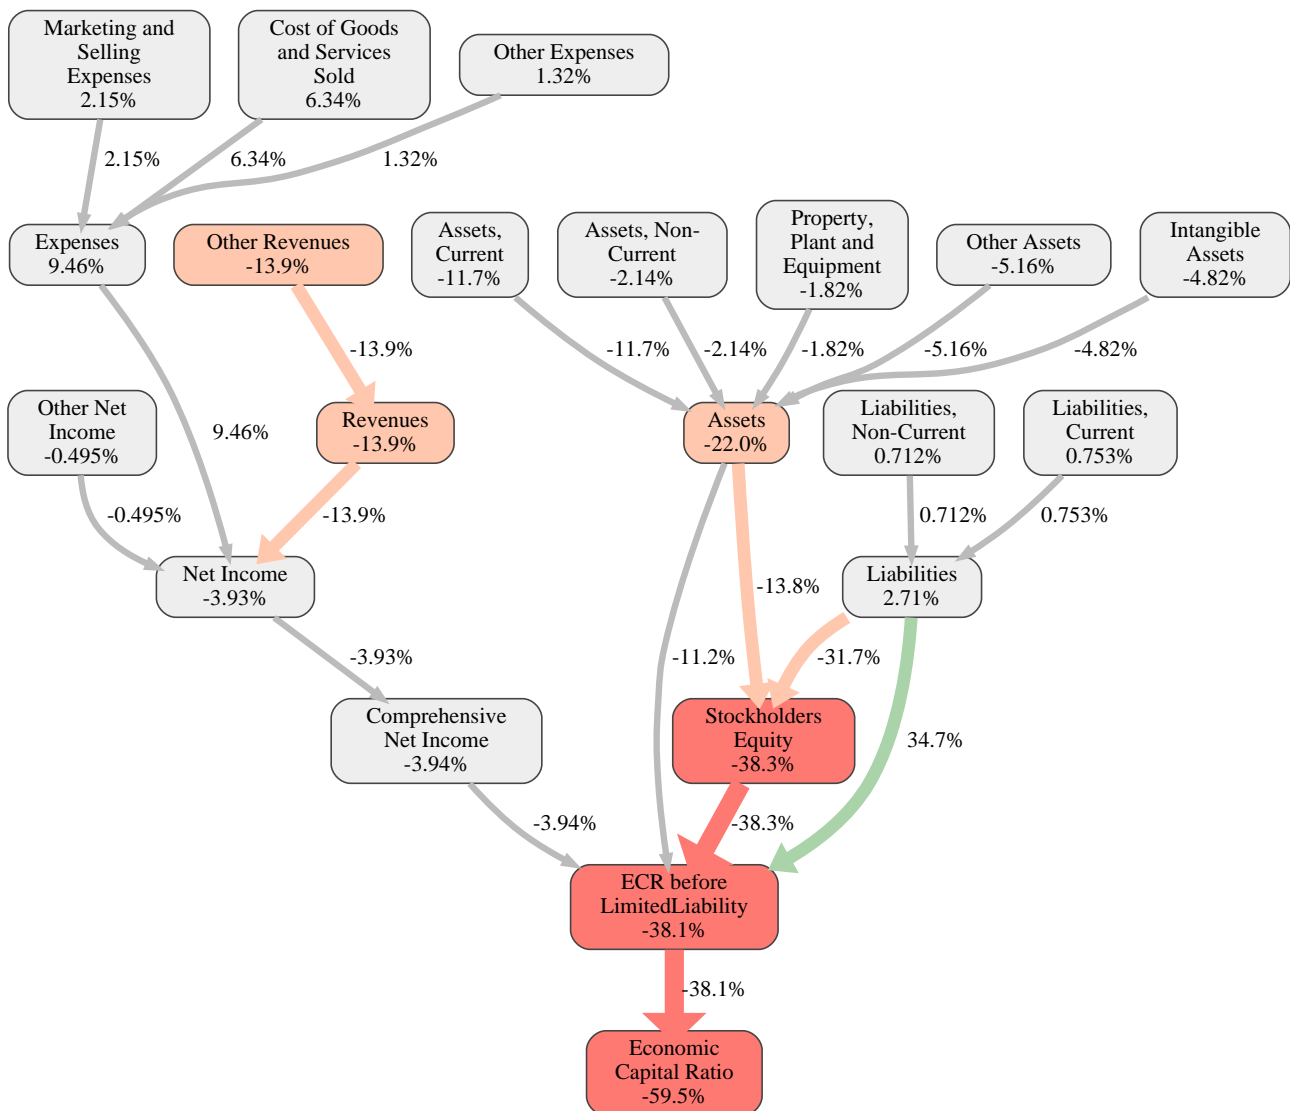 Marketing and
Selling
Expenses
2.15%
Cost of Goods
and Services
Sold
6.34%
Other Expenses
1.32%
2.15%
6.34%
1.32%
Expenses
9.46%
Other Revenues
-13.9%
Assets,
Current
-11.7%
Assets, Non-
Current
-2.14%
Property,
Plant and
Equipment
-1.82%
Other Assets
-5.16%
Intangible
Assets
-4.82%
-13.9%
-11.7%
-2.14%
-1.82%
-5.16%
-4.82%
Other Net
Income
-0.495%
9.46%
Revenues
-13.9%
Assets
-22.0%
Liabilities,
Non-Current
0.712%
Liabilities,
Current
0.753%
-0.495%
-13.9%
0.712%
0.753%
Net Income
-3.93%
-13.8%
Liabilities
2.71%
-3.93%
-11.2%
-31.7%
Comprehensive
Net Income
-3.94%
Stockholders
Equity
-38.3%
34.7%
-3.94%
-38.3%
ECR before
LimitedLiability
-38.1%
-38.1%
Economic
Capital Ratio
-59.5%